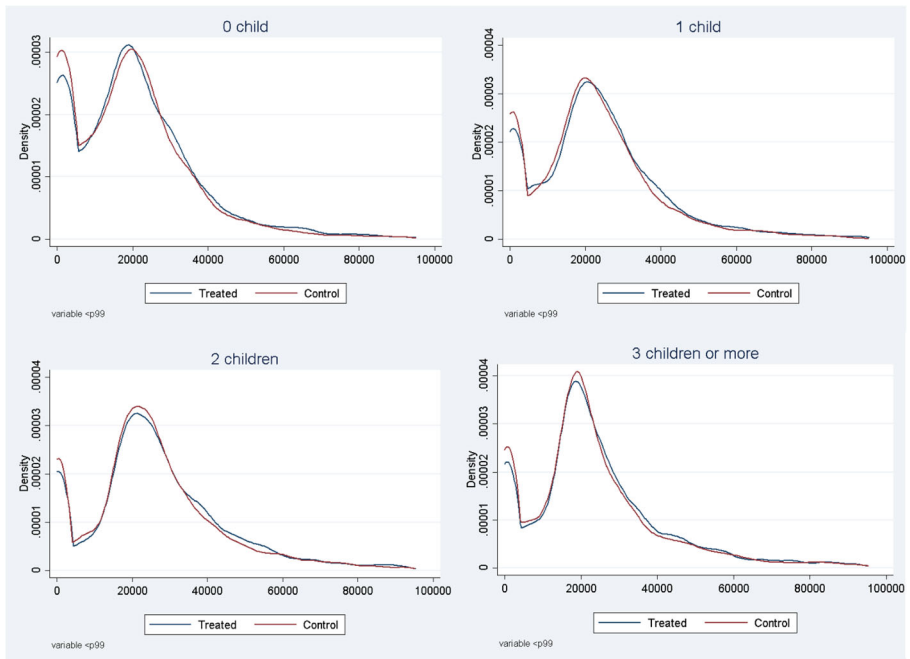 0 child
Density
0 .00001 .00002 .00003
0 20000 40000 60000 80000 100000
Treated Control
variable <p99
1 child
Density
0 .00001 .00002 .00003 .00004
0 20000 40000 60000 80000 100000
Treated Control
variable <p99
2 children
Density
0 .00001 .00002 .00003 .00004
0 20000 40000 60000 80000 100000
Treated Control
variable <p99
3 children or more
Density
0 .00001 .00002 .00003 .00004
0 20000 40000 60000 80000 100000
Treated Control
variable <p99